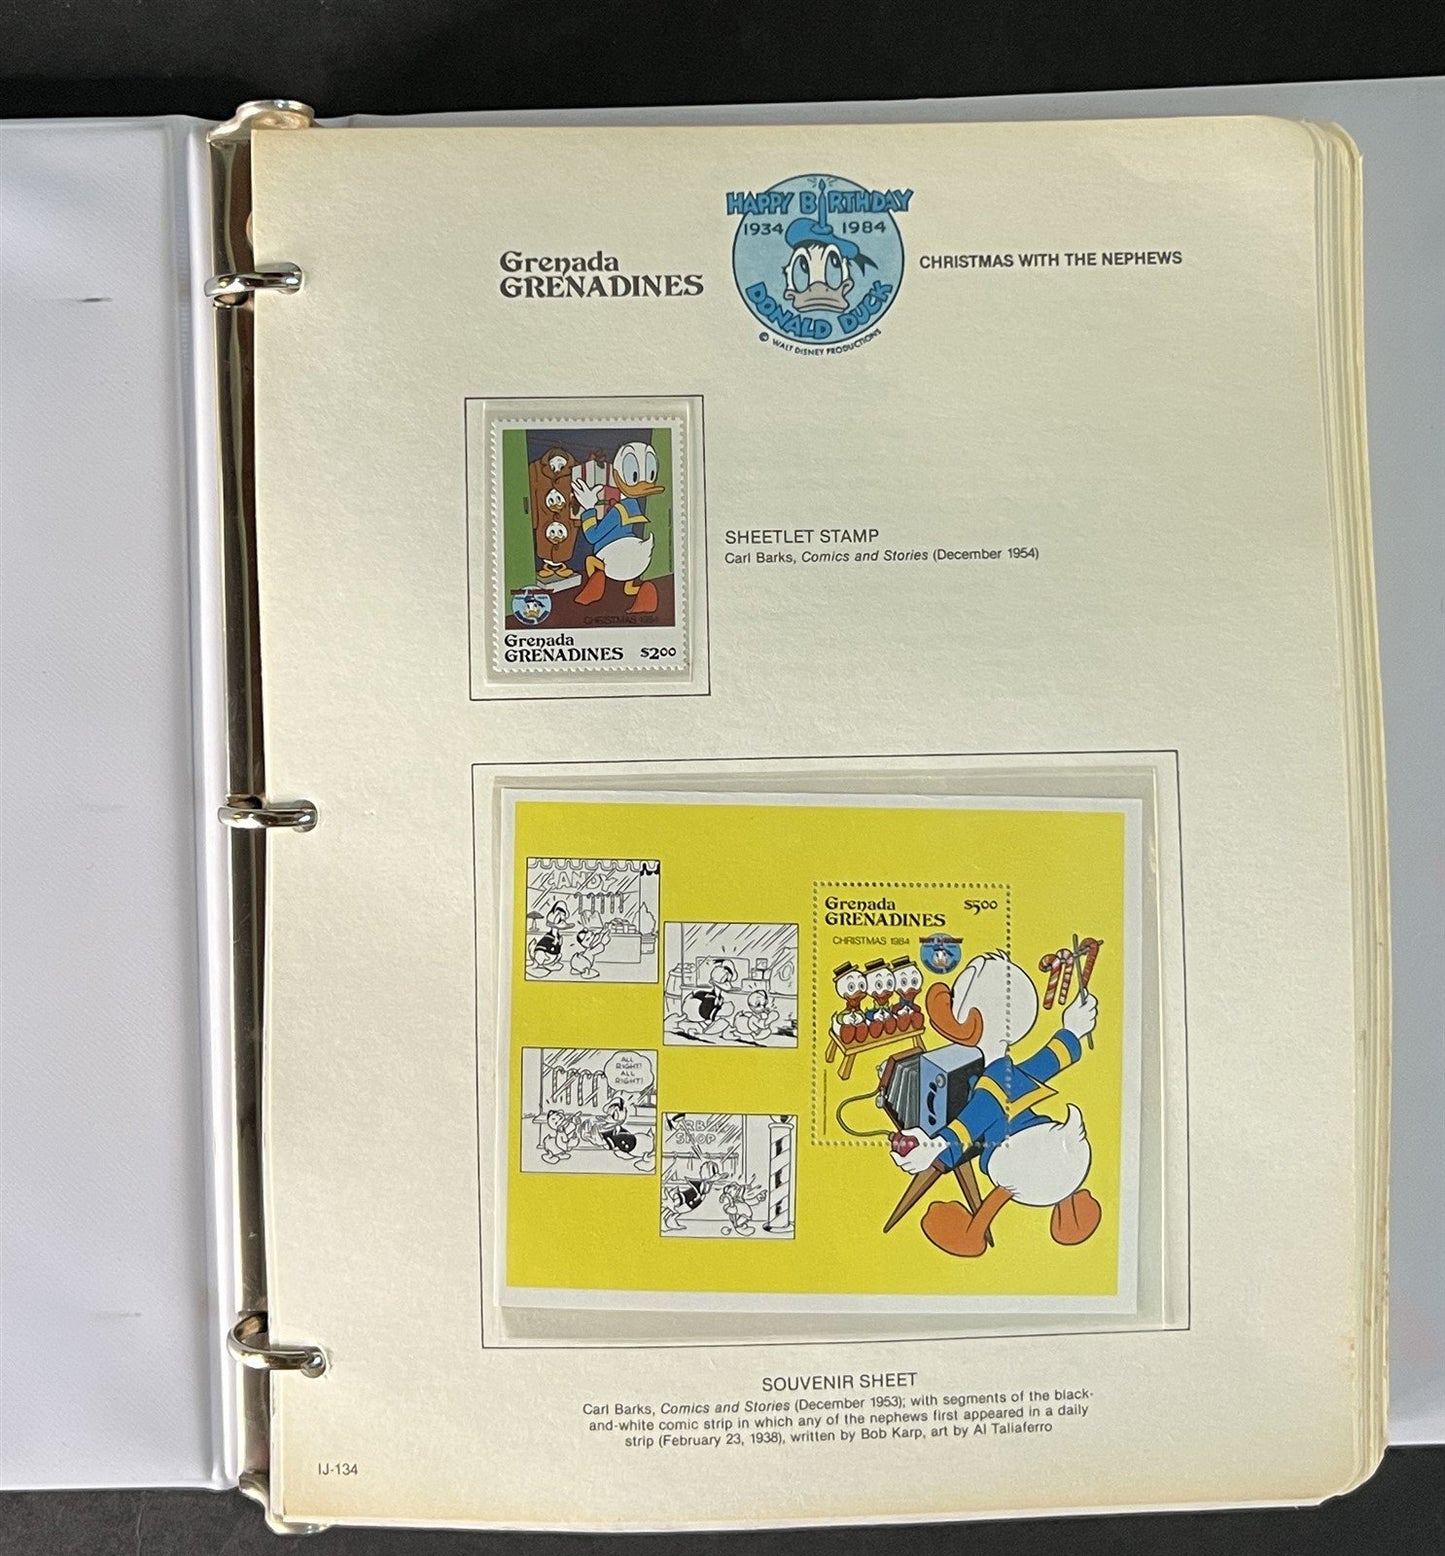 HAPPY BIRTHDAY
1934 1984
DONALD DUCK
© WALT DISNEY PRODUCTIONS
Grenada
GRENADINES
CHRISTMAS WITH THE NEPHEWS
CHRISTMAS 1984
Grenada
GRENADINES $2.00
SHEETLET STAMP
Carl Barks, Comics and Stories (December 1954)
CANDY
ALL
RIGHT!
ALL
RIGHT!
SHOP
Grenada $5.00
GRENADINES
CHRISTMAS 1984
HAPPY BIRTHDAY
SOUVENIR SHEET
Carl Barks, Comics and Stories (December 1953); with segments of the black-
and-white comic strip in which any of the nephews first appeared in a daily
strip (February 23, 1938), written by Bob Karp, art by Al Taliaferro
IJ-134